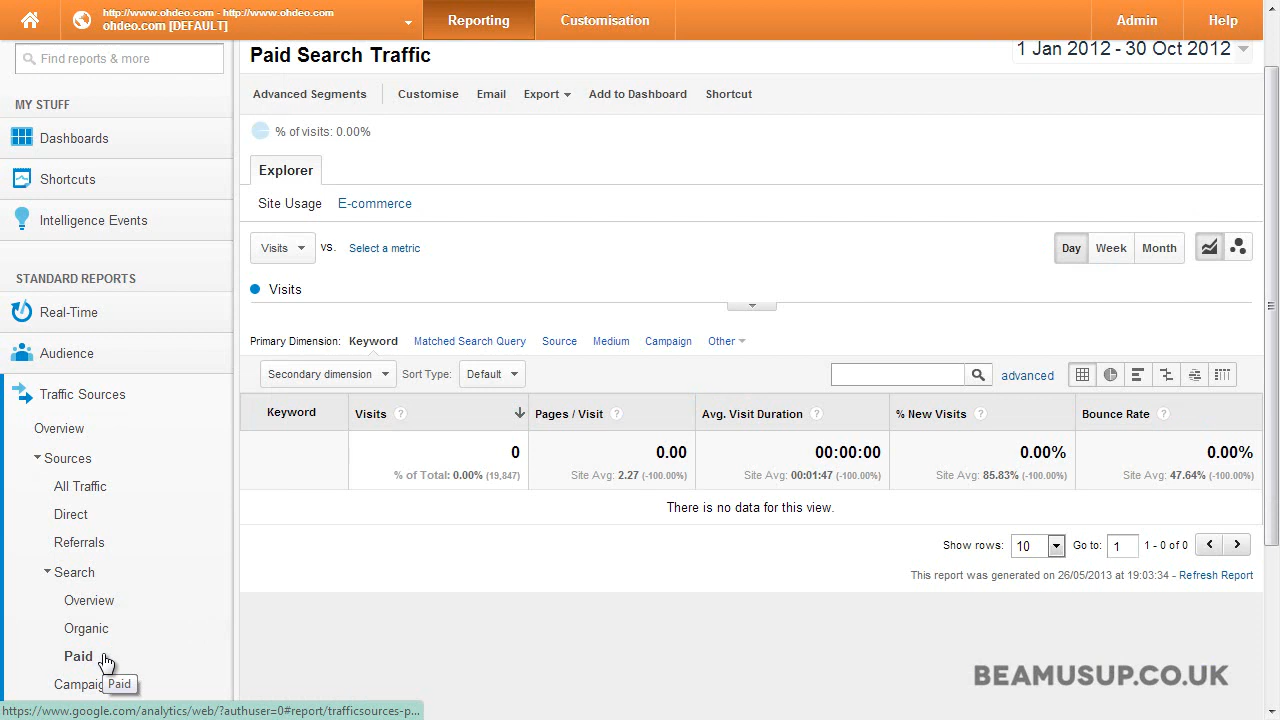 http://www.ohdeo.com - http://www.ohdeo.com
ohdeo.com [DEFAULT]
Reporting
Customisation
Admin
Help
Find reports & more
MY STUFF
Dashboards
Shortcuts
Intelligence Events
STANDARD REPORTS
Real-Time
Audience
Traffic Sources
Overview
Sources
All Traffic
Direct
Referrals
Search
Overview
Organic
Paid
Campaig
Paid
https://www.google.com/analytics/web/?authuser=0#report/trafficsources-p...
Paid Search Traffic
1 Jan 2012 - 30 Oct 2012
Advanced Segments Customise Email Export Add to Dashboard Shortcut
% of visits: 0.00%
Explorer
Site Usage E-commerce
Visits vs. Select a metric
Day Week Month
Visits
Primary Dimension: Keyword Matched Search Query Source Medium Campaign Other
Secondary dimension Sort Type: Default advanced
Keyword Visits ? Pages / Visit ? Avg. Visit Duration ? % New Visits ? Bounce Rate ?
0 0.00 00:00:00 0.00% 0.00%
% of Total: 0.00% (19,847) Site Avg: 2.27 (-100.00%) Site Avg: 00:01:47 (-100.00%) Site Avg: 85.83% (-100.00%) Site Avg: 47.64% (-100.00%)
There is no data for this view.
Show rows: 10 Go to: 1 1 - 0 of 0
This report was generated on 26/05/2013 at 19:03:34 - Refresh Report
BEAMUSUP.CO.UK